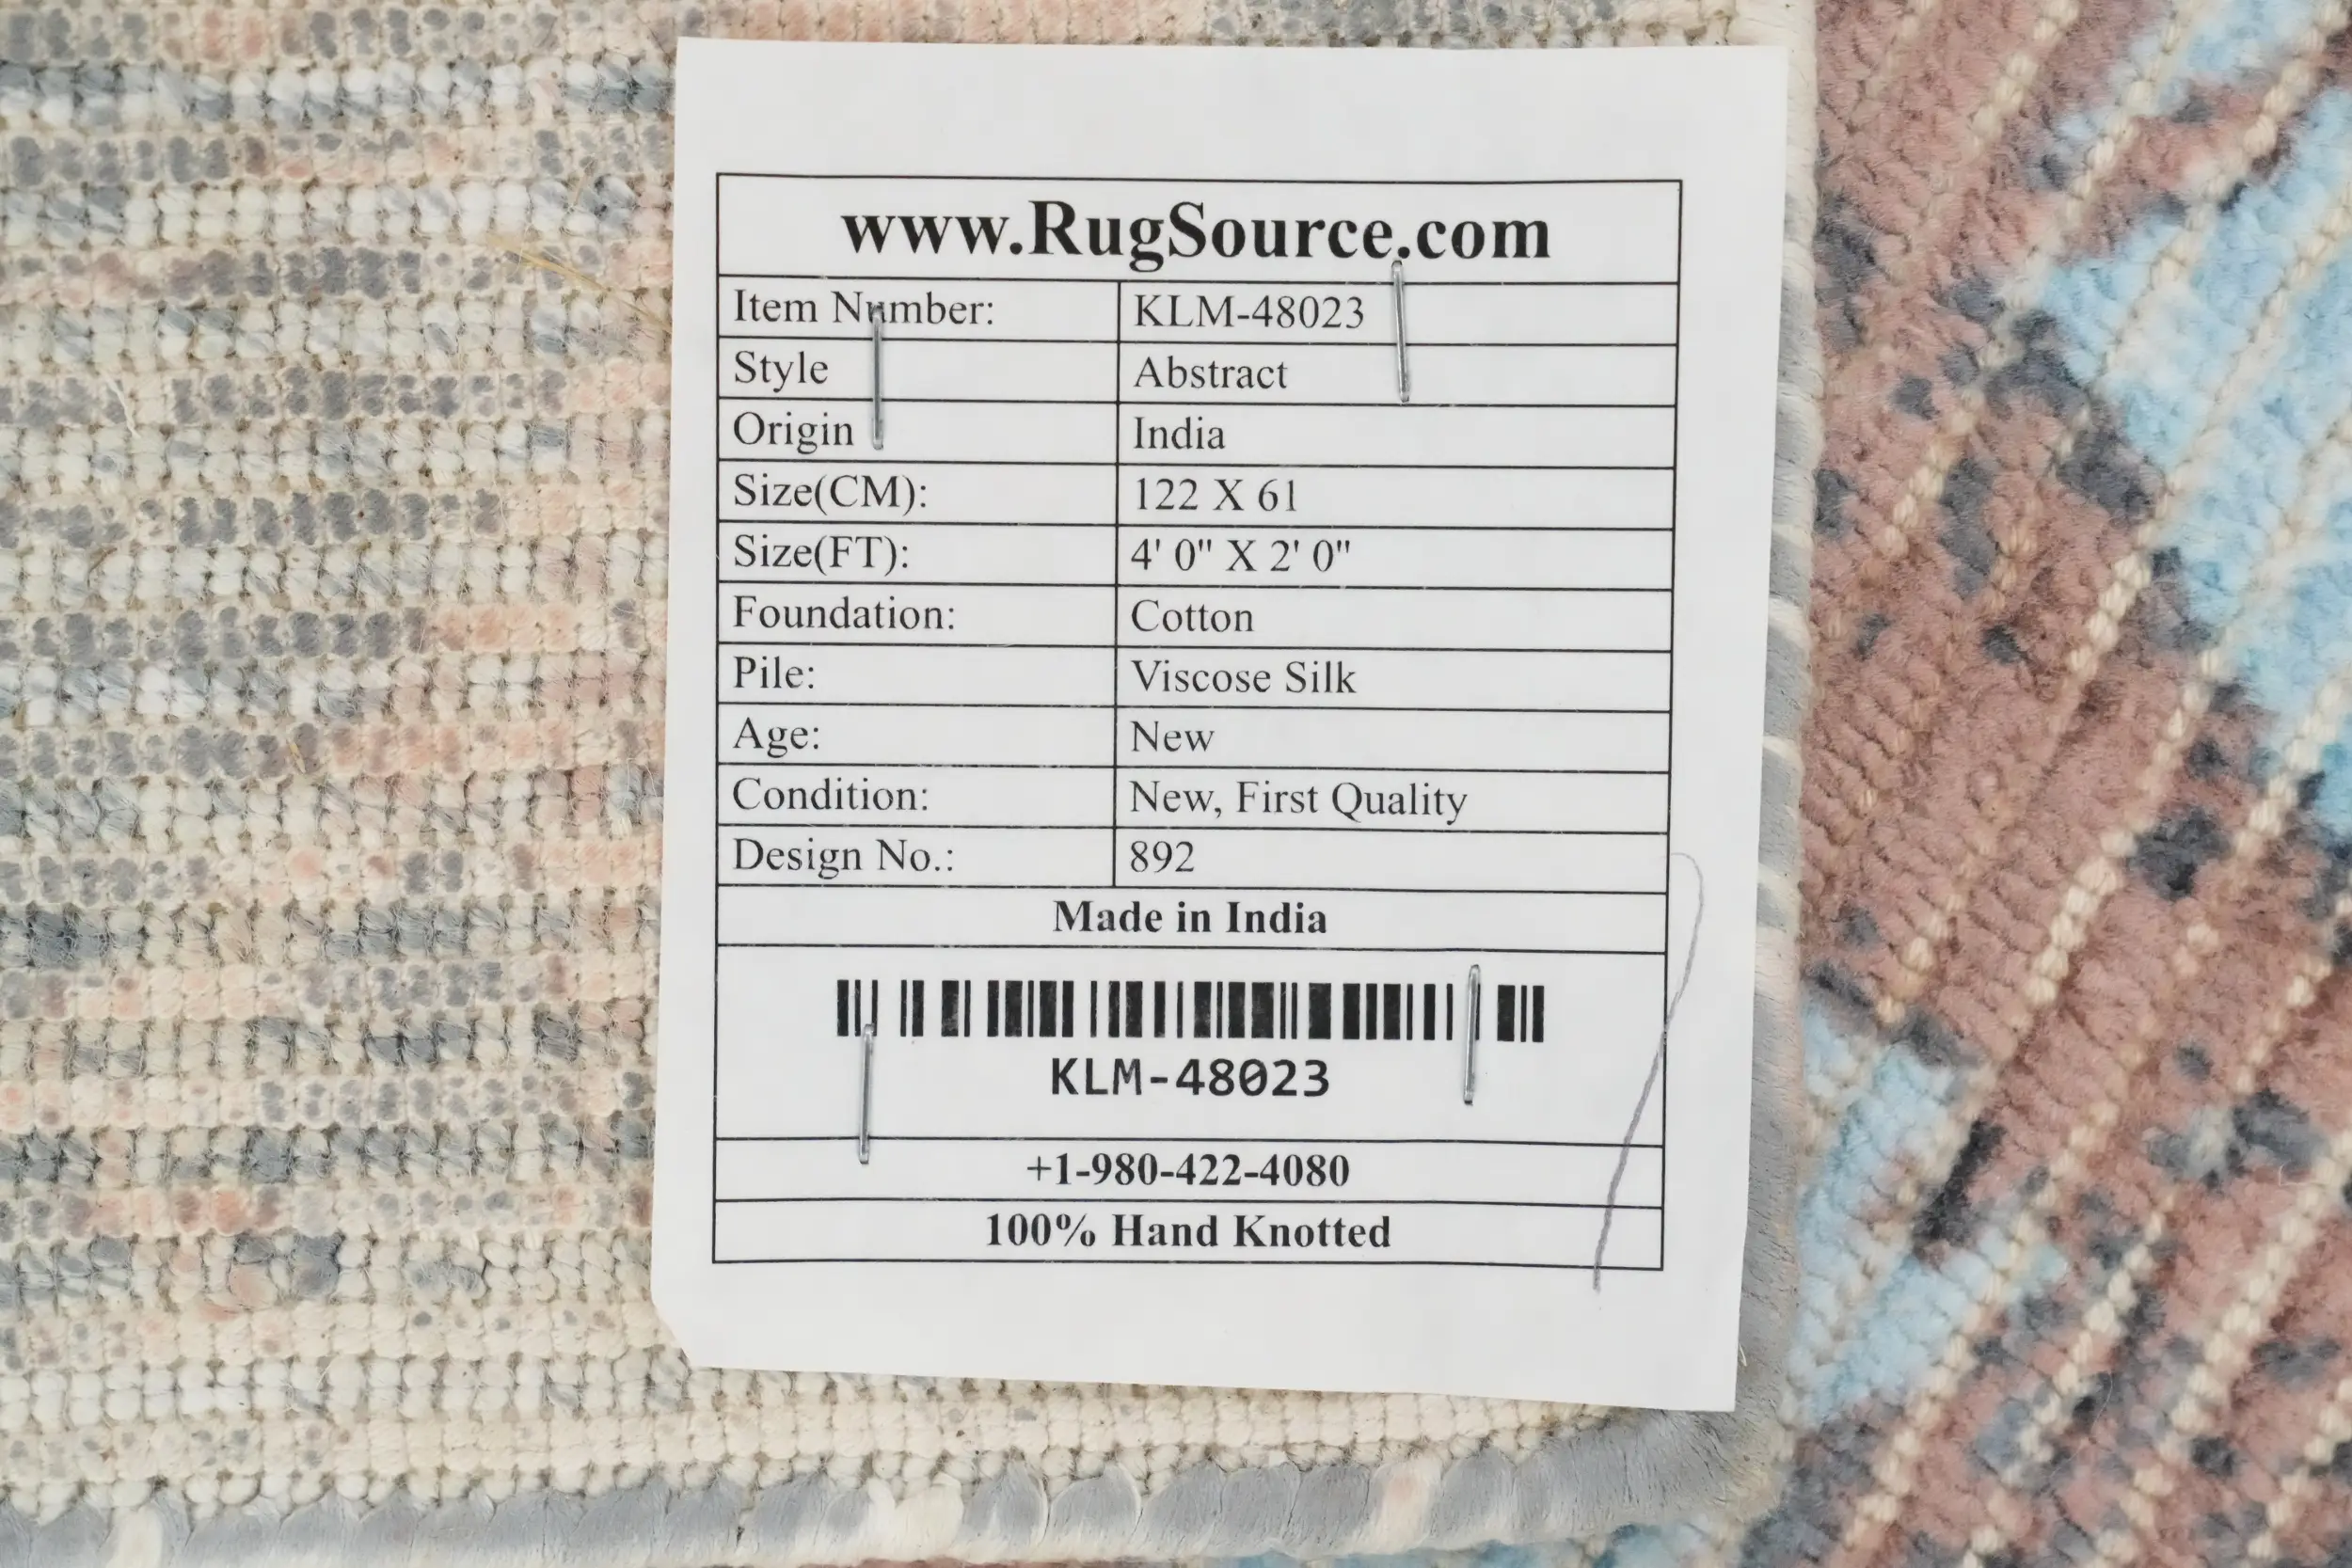 www.RugSource.com
Item Number: KLM-48023
Style Abstract
Origin India
Size(CM): 122 X 61
Size(FT): 4' 0" X 2' 0"
Foundation: Cotton
Pile: Viscose Silk
Age: New
Condition: New, First Quality
Design No.: 892
Made in India
KLM-48023
+1-980-422-4080
100% Hand Knotted